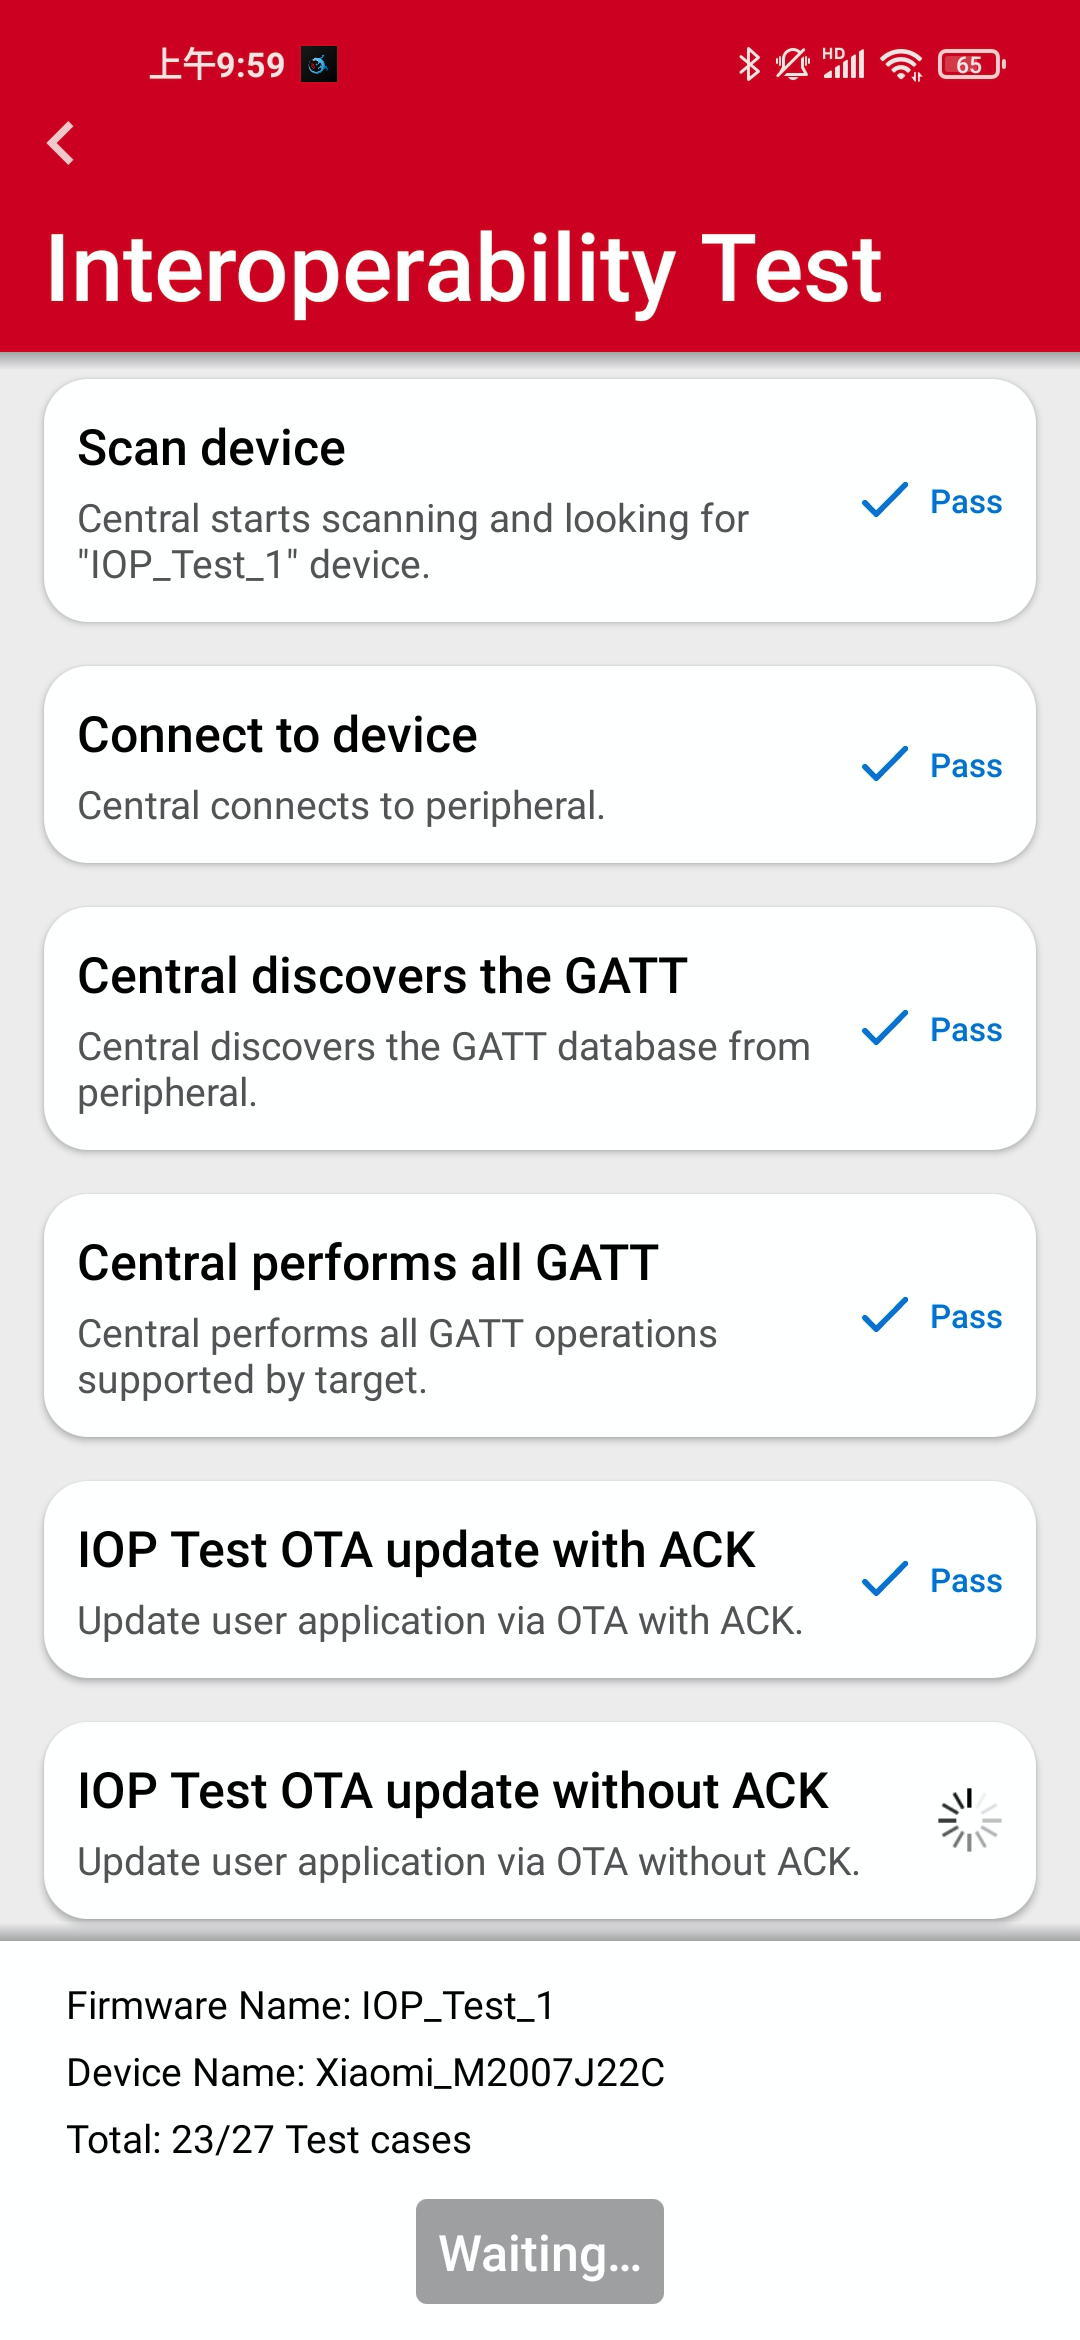 上午9:59
HD
65
Interoperability Test
Scan device
Central starts scanning and looking for
"IOP_Test_1" device.
Pass
Connect to device
Central connects to peripheral.
Pass
Central discovers the GATT
Central discovers the GATT database from
peripheral.
Pass
Central performs all GATT
Central performs all GATT operations
supported by target.
Pass
IOP Test OTA update with ACK
Update user application via OTA with ACK.
Pass
IOP Test OTA update without ACK
Update user application via OTA without ACK.
Firmware Name: IOP_Test_1
Device Name: Xiaomi_M2007J22C
Total: 23/27 Test cases
Waiting...